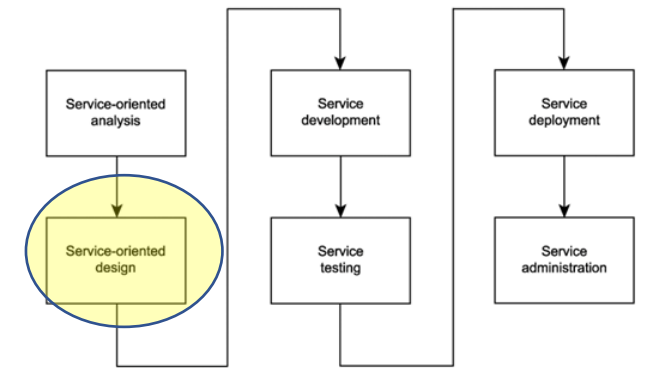 Service-oriented
analysis
Service-oriented
design
Service
development
Service
testing
Service
deployment
Service
administration